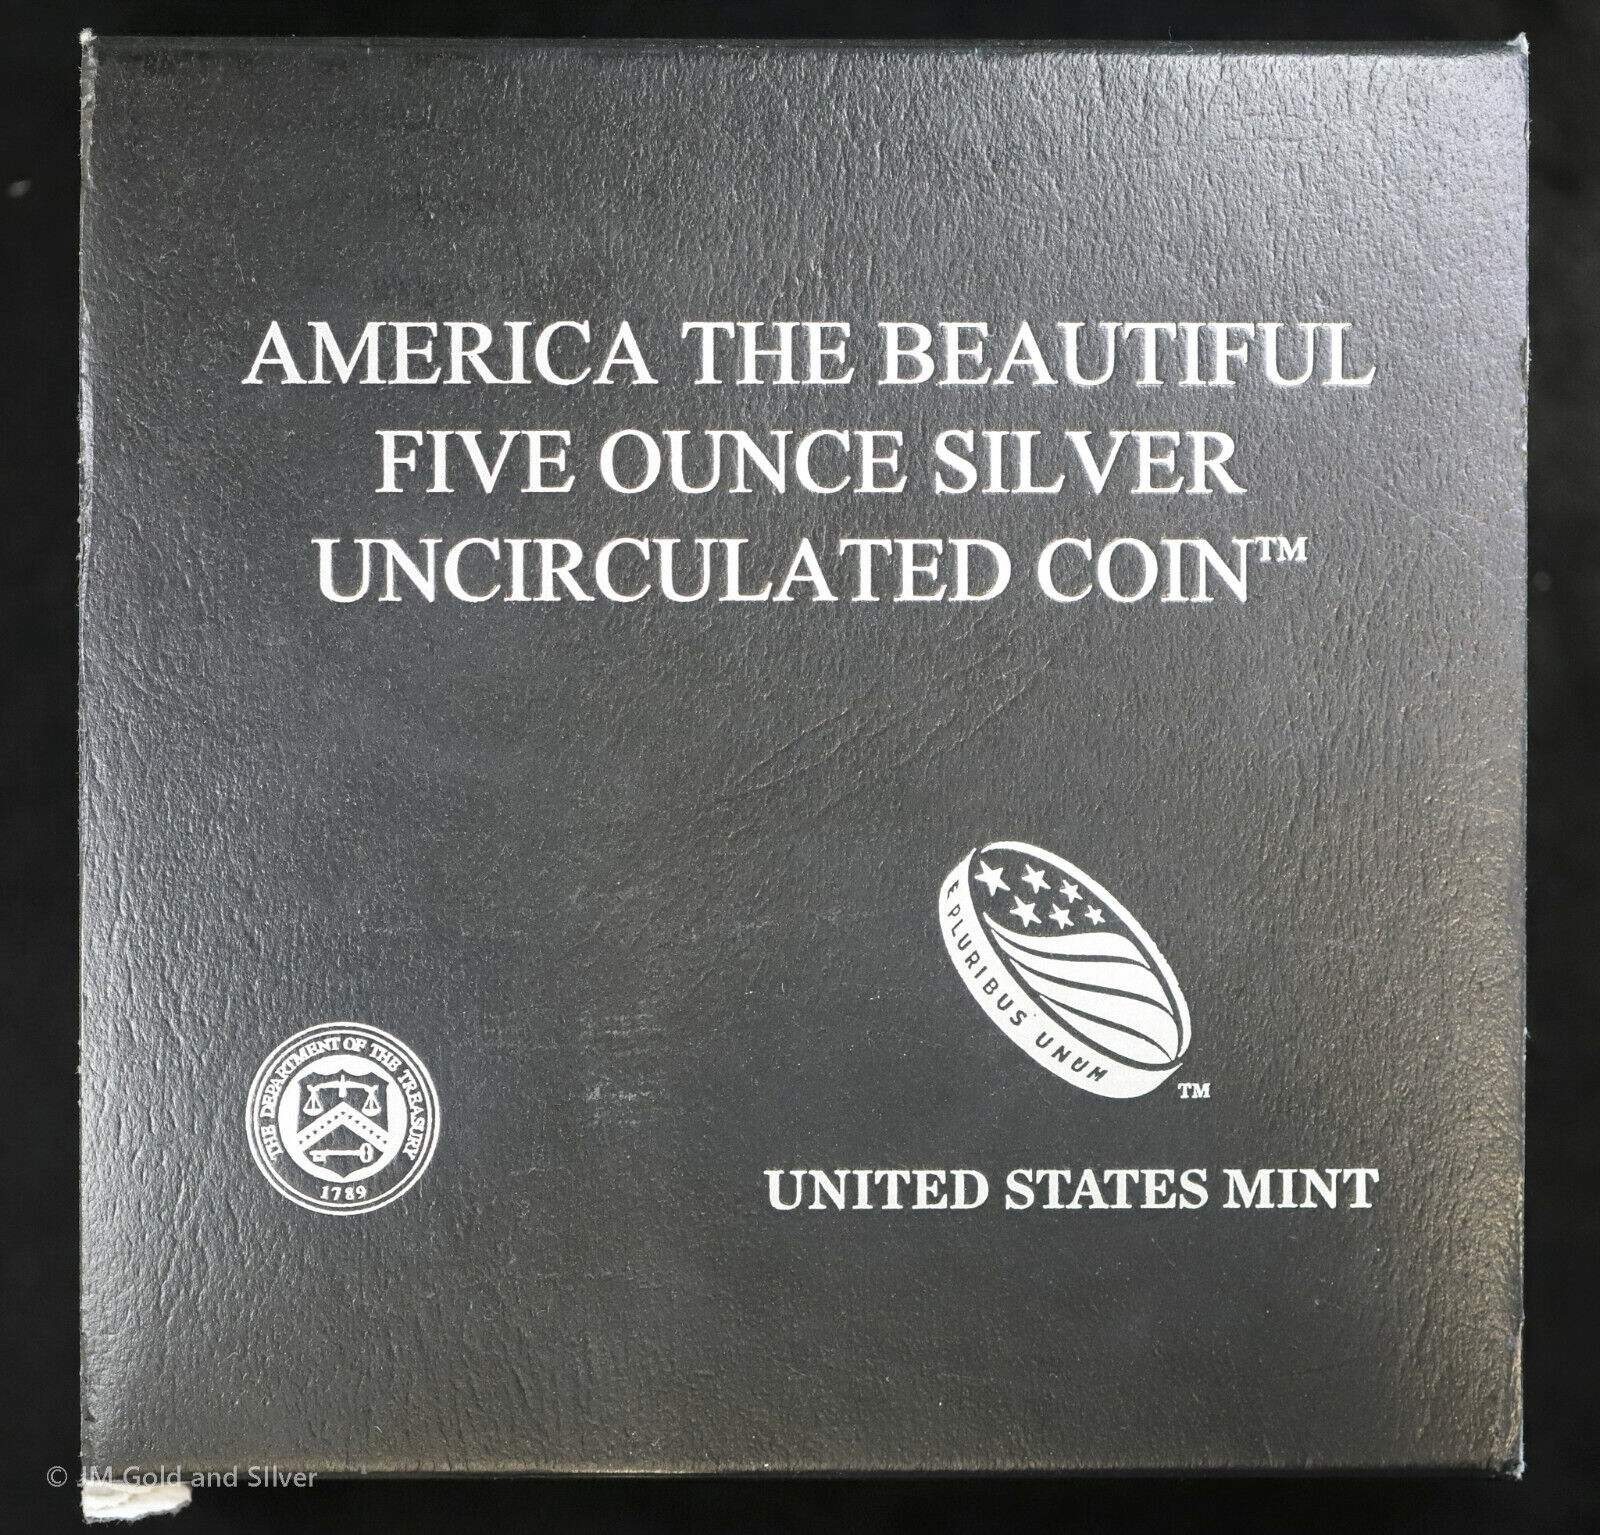 AMERICA THE BEAUTIFUL
FIVE OUNCE SILVER
UNCIRCULATED COIN™
E PLURIBUS UNUM
TM
THE DEPARTMENT OF THE TREASURY
1789
UNITED STATES MINT
© JM Gold and Silver